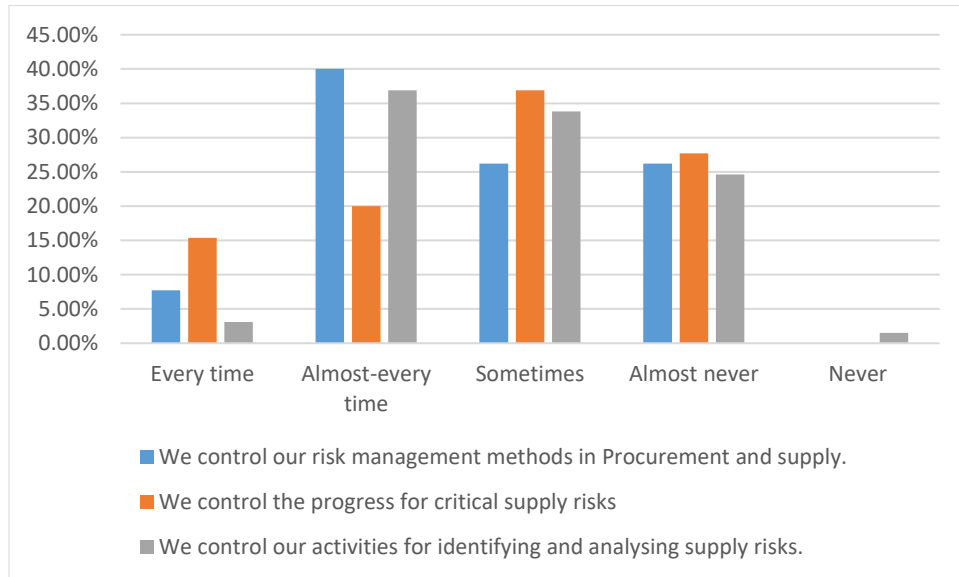 45.00%
40.00%
35.00%
30.00%
25.00%
20.00%
15.00%
10.00%
5.00%
0.00%
Every time
Almost-every
time
Sometimes
Almost never
Never
We control our risk management methods in Procurement and supply.
We control the progress for critical supply risks
We control our activities for identifying and analysing supply risks.